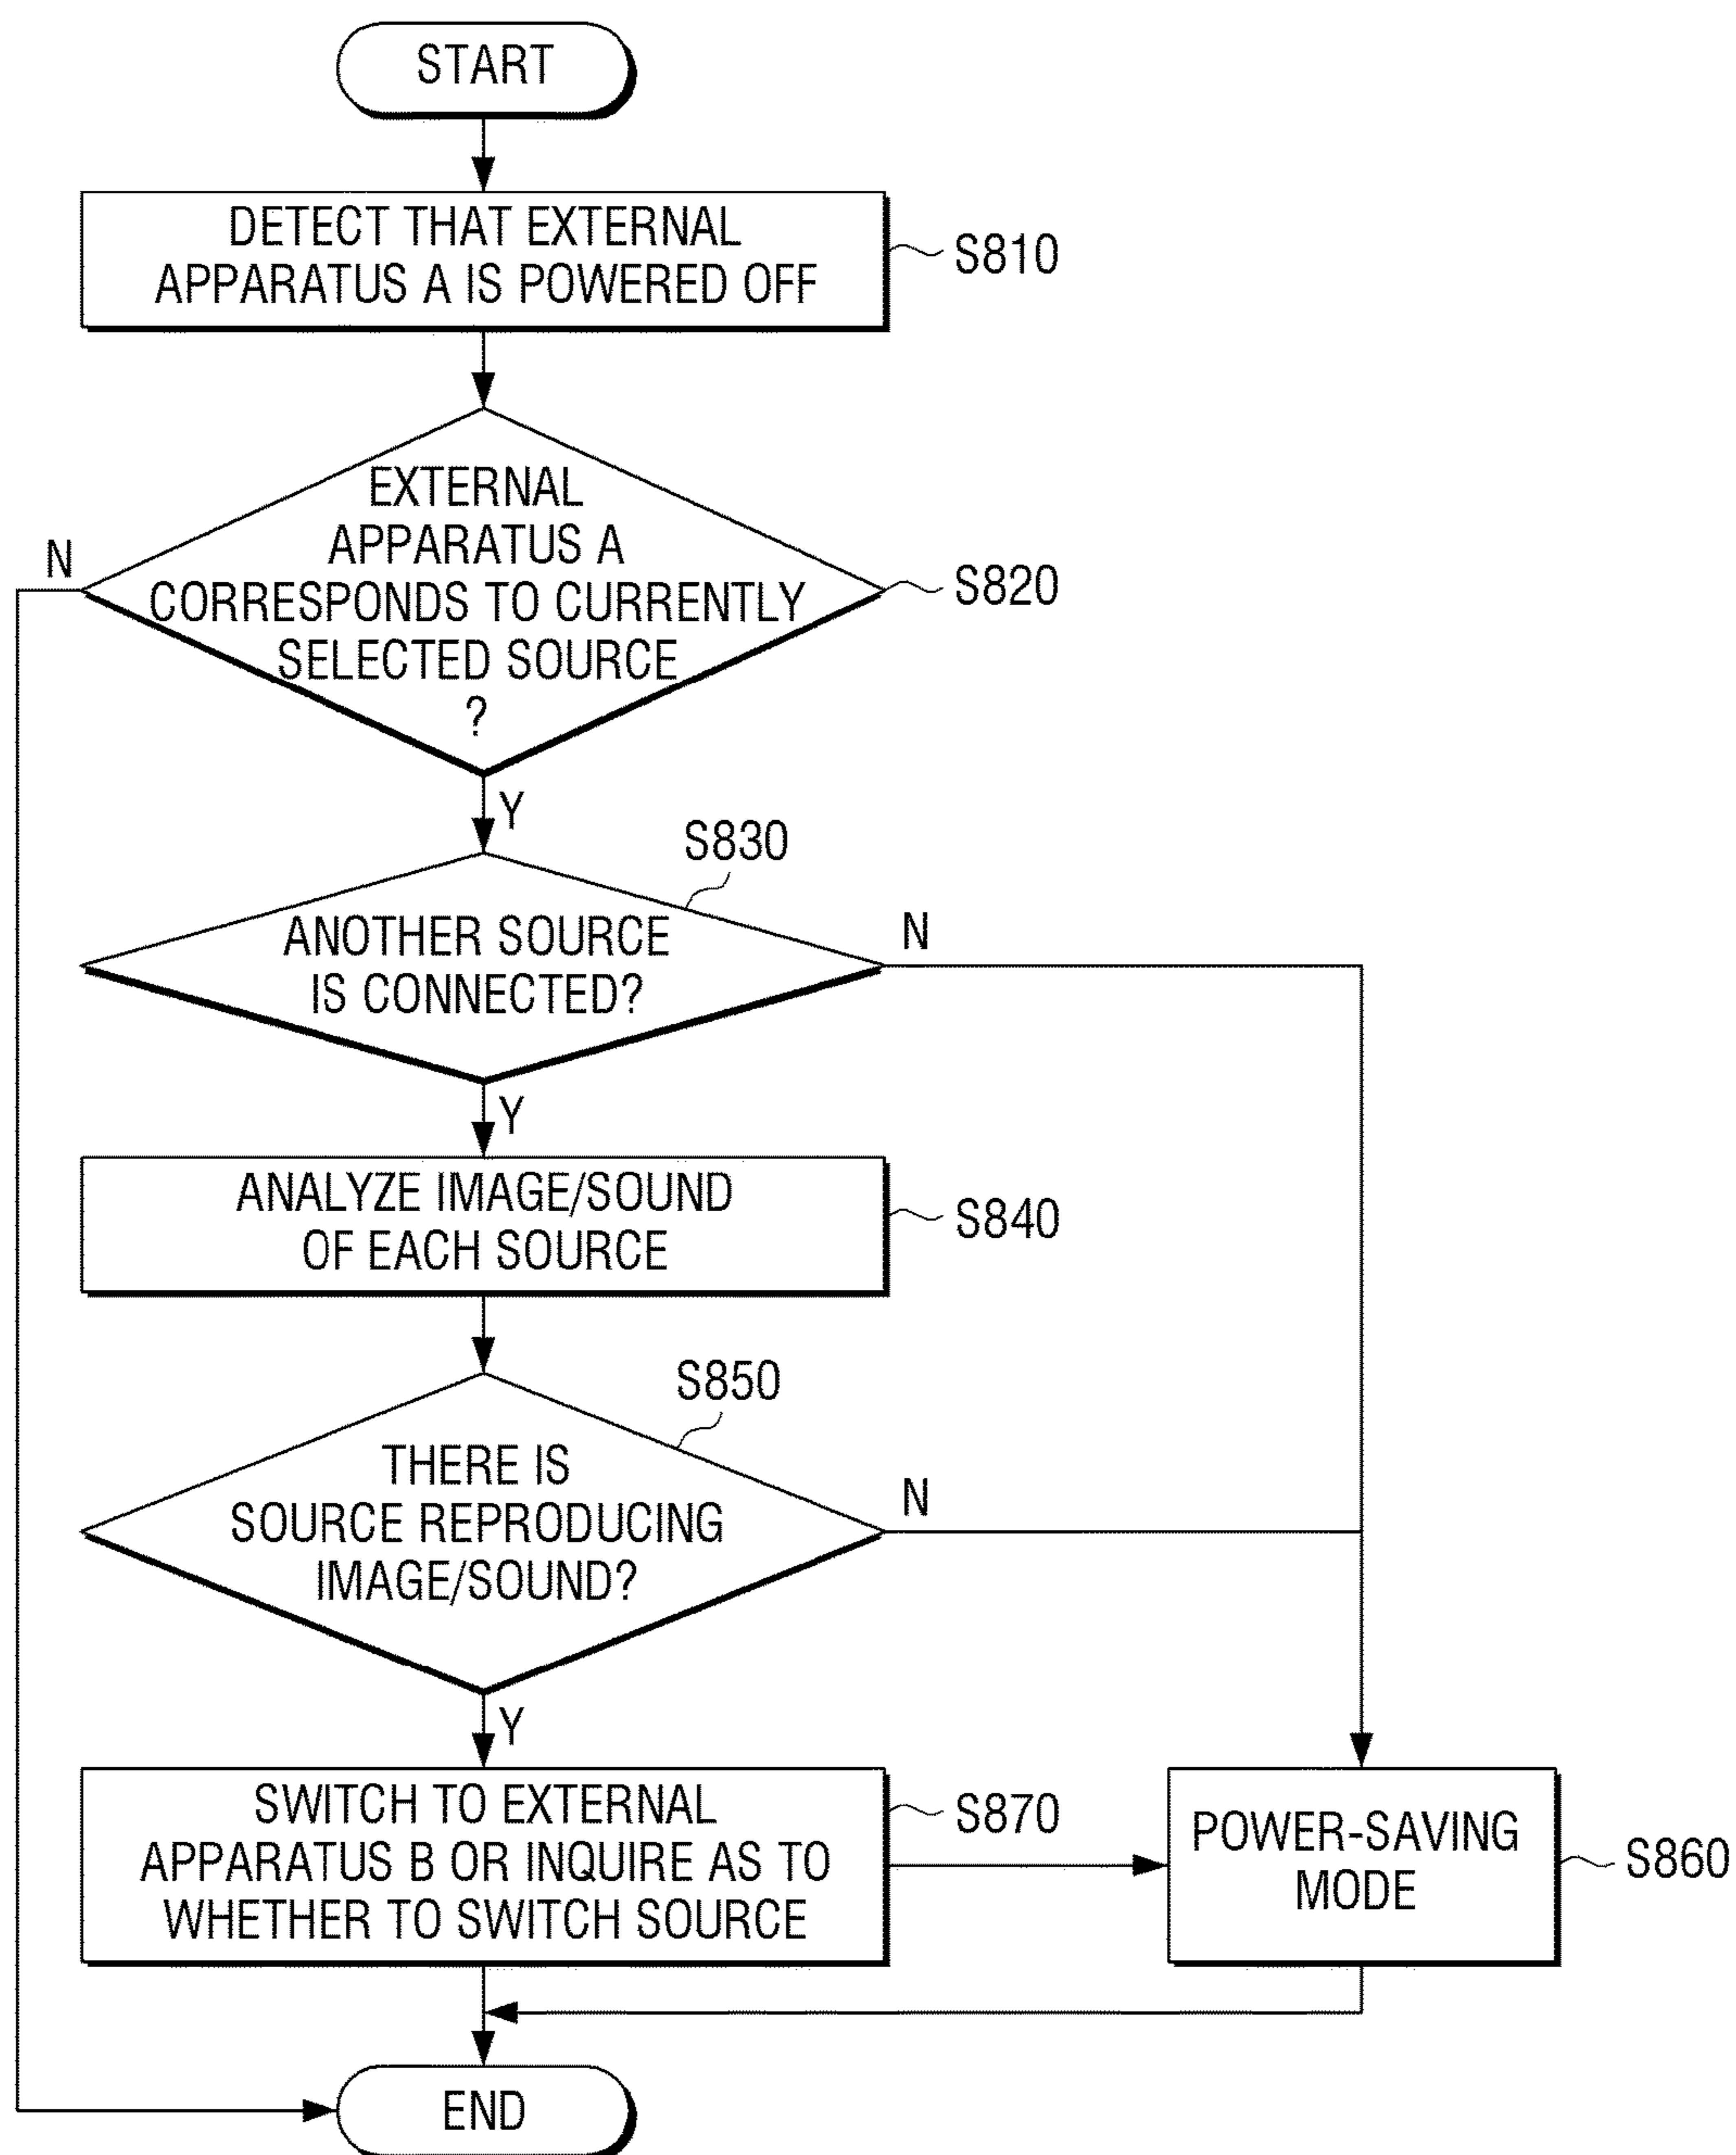 START
DETECT THAT EXTERNAL
APPARATUS A IS POWERED OFF
S810
EXTERNAL
APPARATUS A
CORRESPONDS TO CURRENTLY
SELECTED SOURCE
?
S820
N
Y
S830
ANOTHER SOURCE
IS CONNECTED?
N
Y
ANALYZE IMAGE/SOUND
OF EACH SOURCE
S840
S850
THERE IS
SOURCE REPRODUCING
IMAGE/SOUND?
N
Y
SWITCH TO EXTERNAL
APPARATUS B OR INQUIRE AS TO
WHETHER TO SWITCH SOURCE
S870
POWER-SAVING
MODE
S860
END